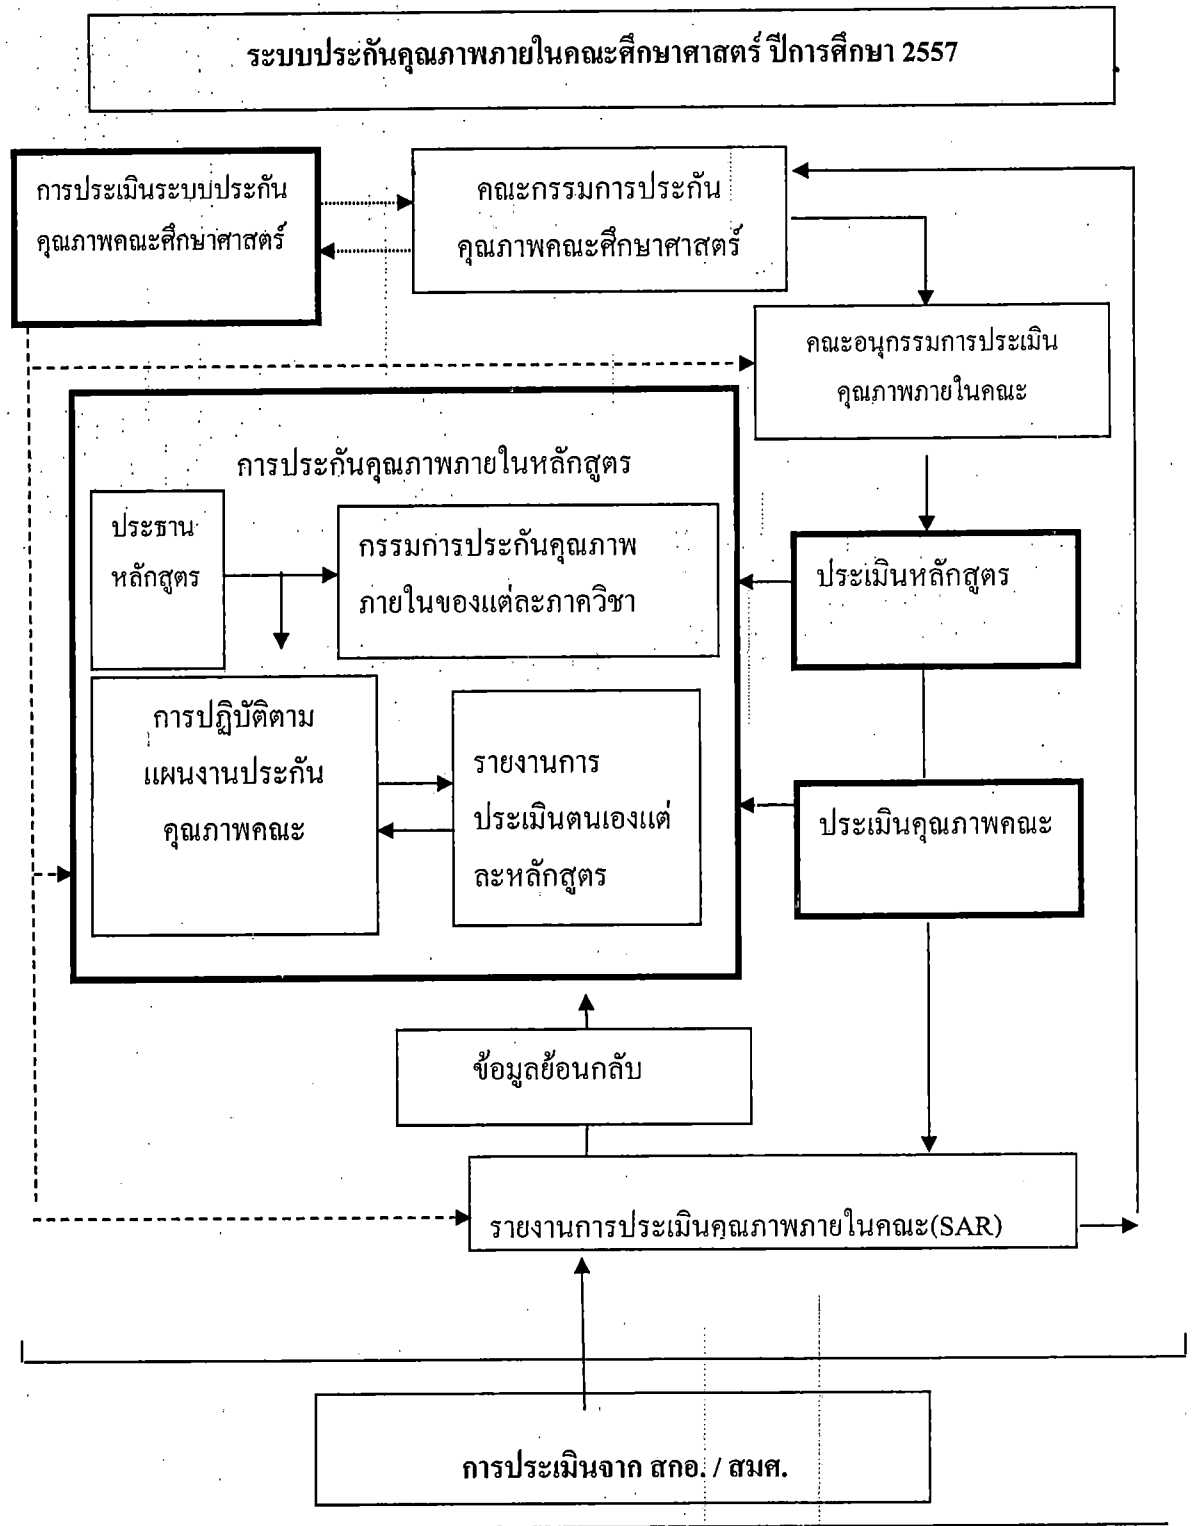 ระบบประกันคุณภาพภายในคณะศึกษาศาสตร์ ปีการศึกษา 2557
การประเมินระบบประกัน
คุณภาพคณะศึกษาศาสตร์
คณะกรรมการประกัน
คุณภาพคณะศึกษาศาสตร์
คณะอนุกรรมการประเมิน
คุณภาพภายในคณะ
การประกันคุณภาพภายในหลักสูตร
ประธาน
หลักสูตร
กรรมการประกันคุณภาพ
ภายในของแต่ละภาควิชา
ประเมินหลักสูตร
การปฏิบัติตาม
แผนงานประกัน
คุณภาพคณะ
รายงานการ
ประเมินตนเองแต่
ละหลักสูตร
ประเมินคุณภาพคณะ
ข้อมูลย้อนกลับ
รายงานการประเมินคุณภาพภายในคณะ(SAR)
การประเมินจาก สกอ. / สมศ.